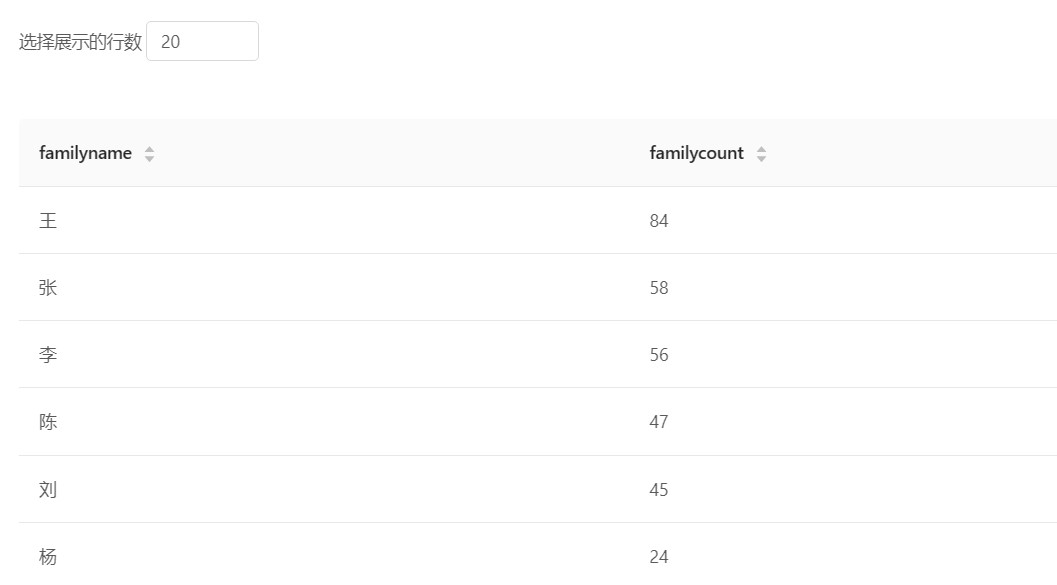 选择展示的行数 20
familyname familycount
王 84
张 58
李 56
陈 47
刘 45
杨 24